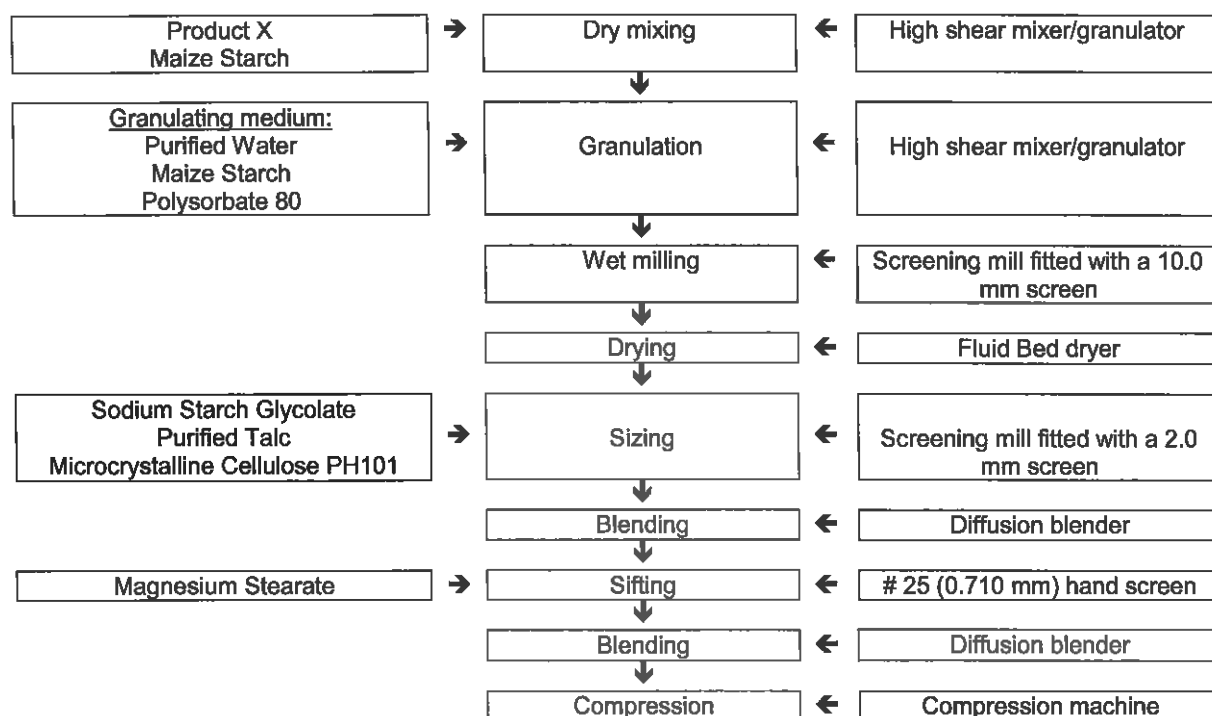 Product X
Maize Starch
Dry mixing
High shear mixer/granulator
Granulating medium:
Purified Water
Maize Starch
Polysorbate 80
Granulation
High shear mixer/granulator
Wet milling
Screening mill fitted with a 10.0
mm screen
Drying
Fluid Bed dryer
Sodium Starch Glycolate
Purified Talc
Microcrystalline Cellulose PH101
Sizing
Screening mill fitted with a 2.0
mm screen
Blending
Diffusion blender
Magnesium Stearate
Sifting
# 25 (0.710 mm) hand screen
Blending
Diffusion blender
Compression
Compression machine